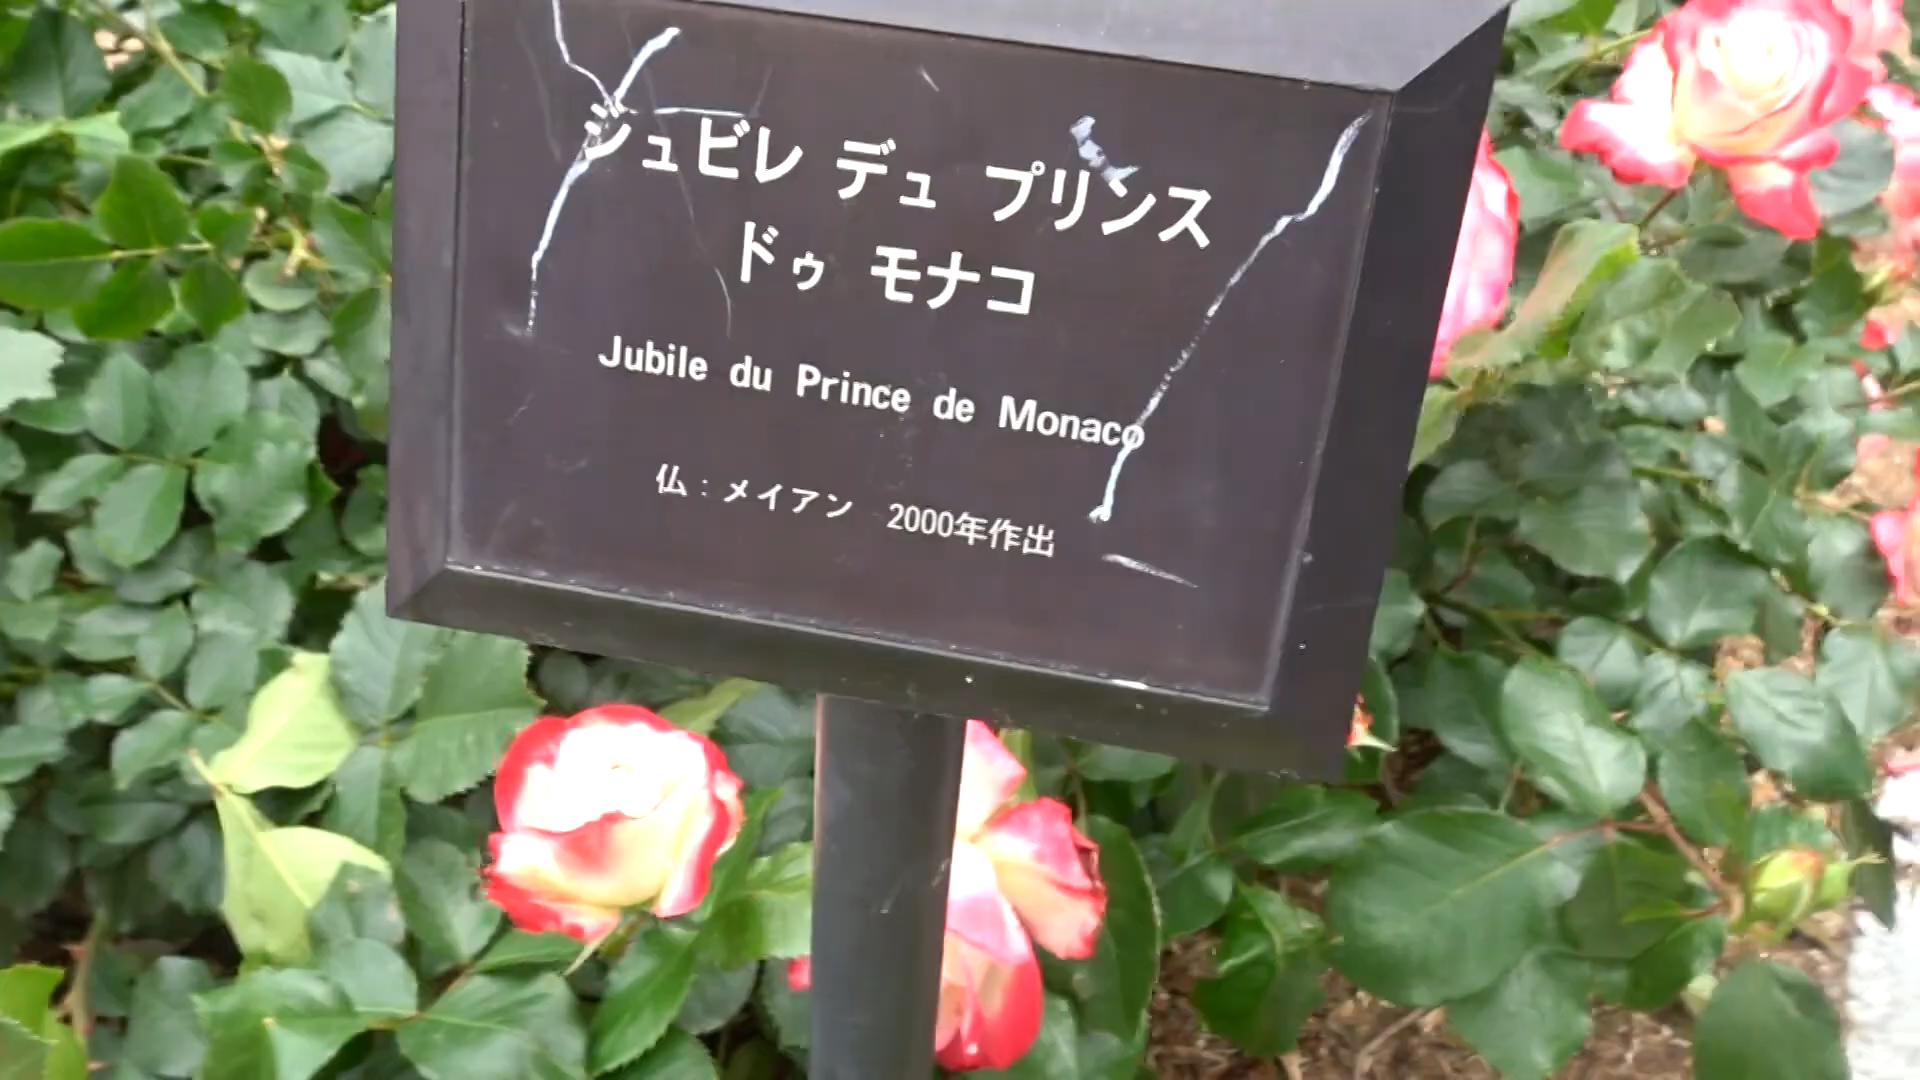 ジュビレ デュ プリンス
ドゥ モナコ
Jubile du Prince de Monaco
仏：メイアン 2000年作出